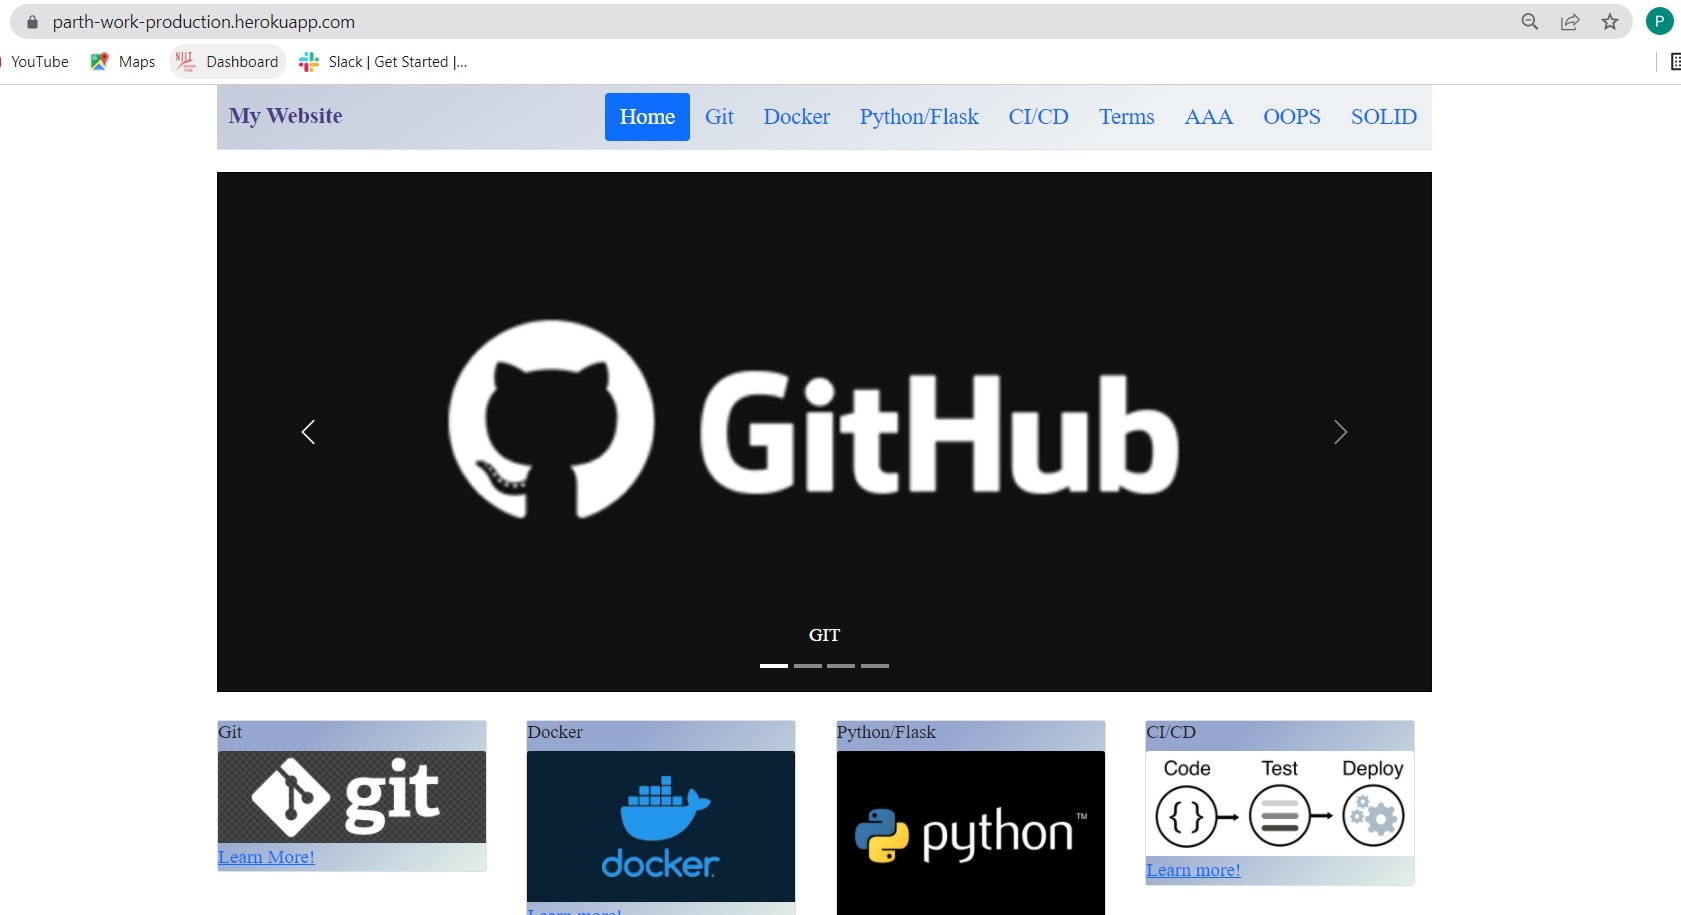 parth-work-production.herokuapp.com
P
YouTube Maps Dashboard Slack | Get Started |...
My Website Home Git Docker Python/Flask CI/CD Terms AAA OOPS SOLID
GitHub
GIT
Git Docker Python/Flask CI/CD
git docker python™ Code Test Deploy
{ }
Learn More! Learn more!
Learn more!